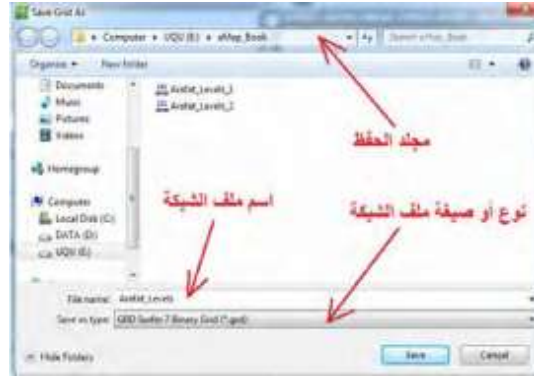 Save Grid As
Computer ▸ UQU (E:) ▸ aMap_Book
Organize New folder
Documents
Music
Pictures
Videos
Homegroup
Computer
Local Disk (C:)
DATA (D:)
UQU (E:)
Arafat_Levels_1
Arafat_Levels_2
مجلد الحفظ
اسم ملف الشبكة
نوع أو صيغة ملف الشبكة
File name: Arafat_Levels
Save as type: GRD Surfer 7 Binary Grid (*.grd)
Hide Folders Save Cancel